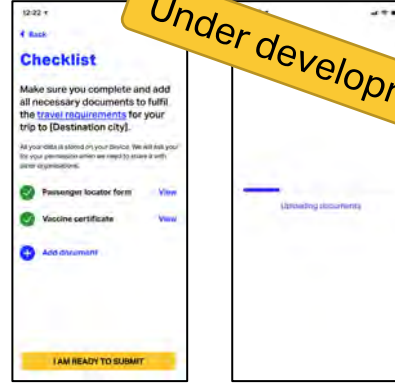 12:22
Under developm
Back
Checklist
Make sure you complete and add
all necessary documents to fulfil
the travel requirements for your
trip to [Destination city].
All your data is stored on your device. We will ask you
for your permission when we need to share it with
other organisations.
Passenger locator form View
Vaccine certificate View
Add document
I AM READY TO SUBMIT
Uploading documents